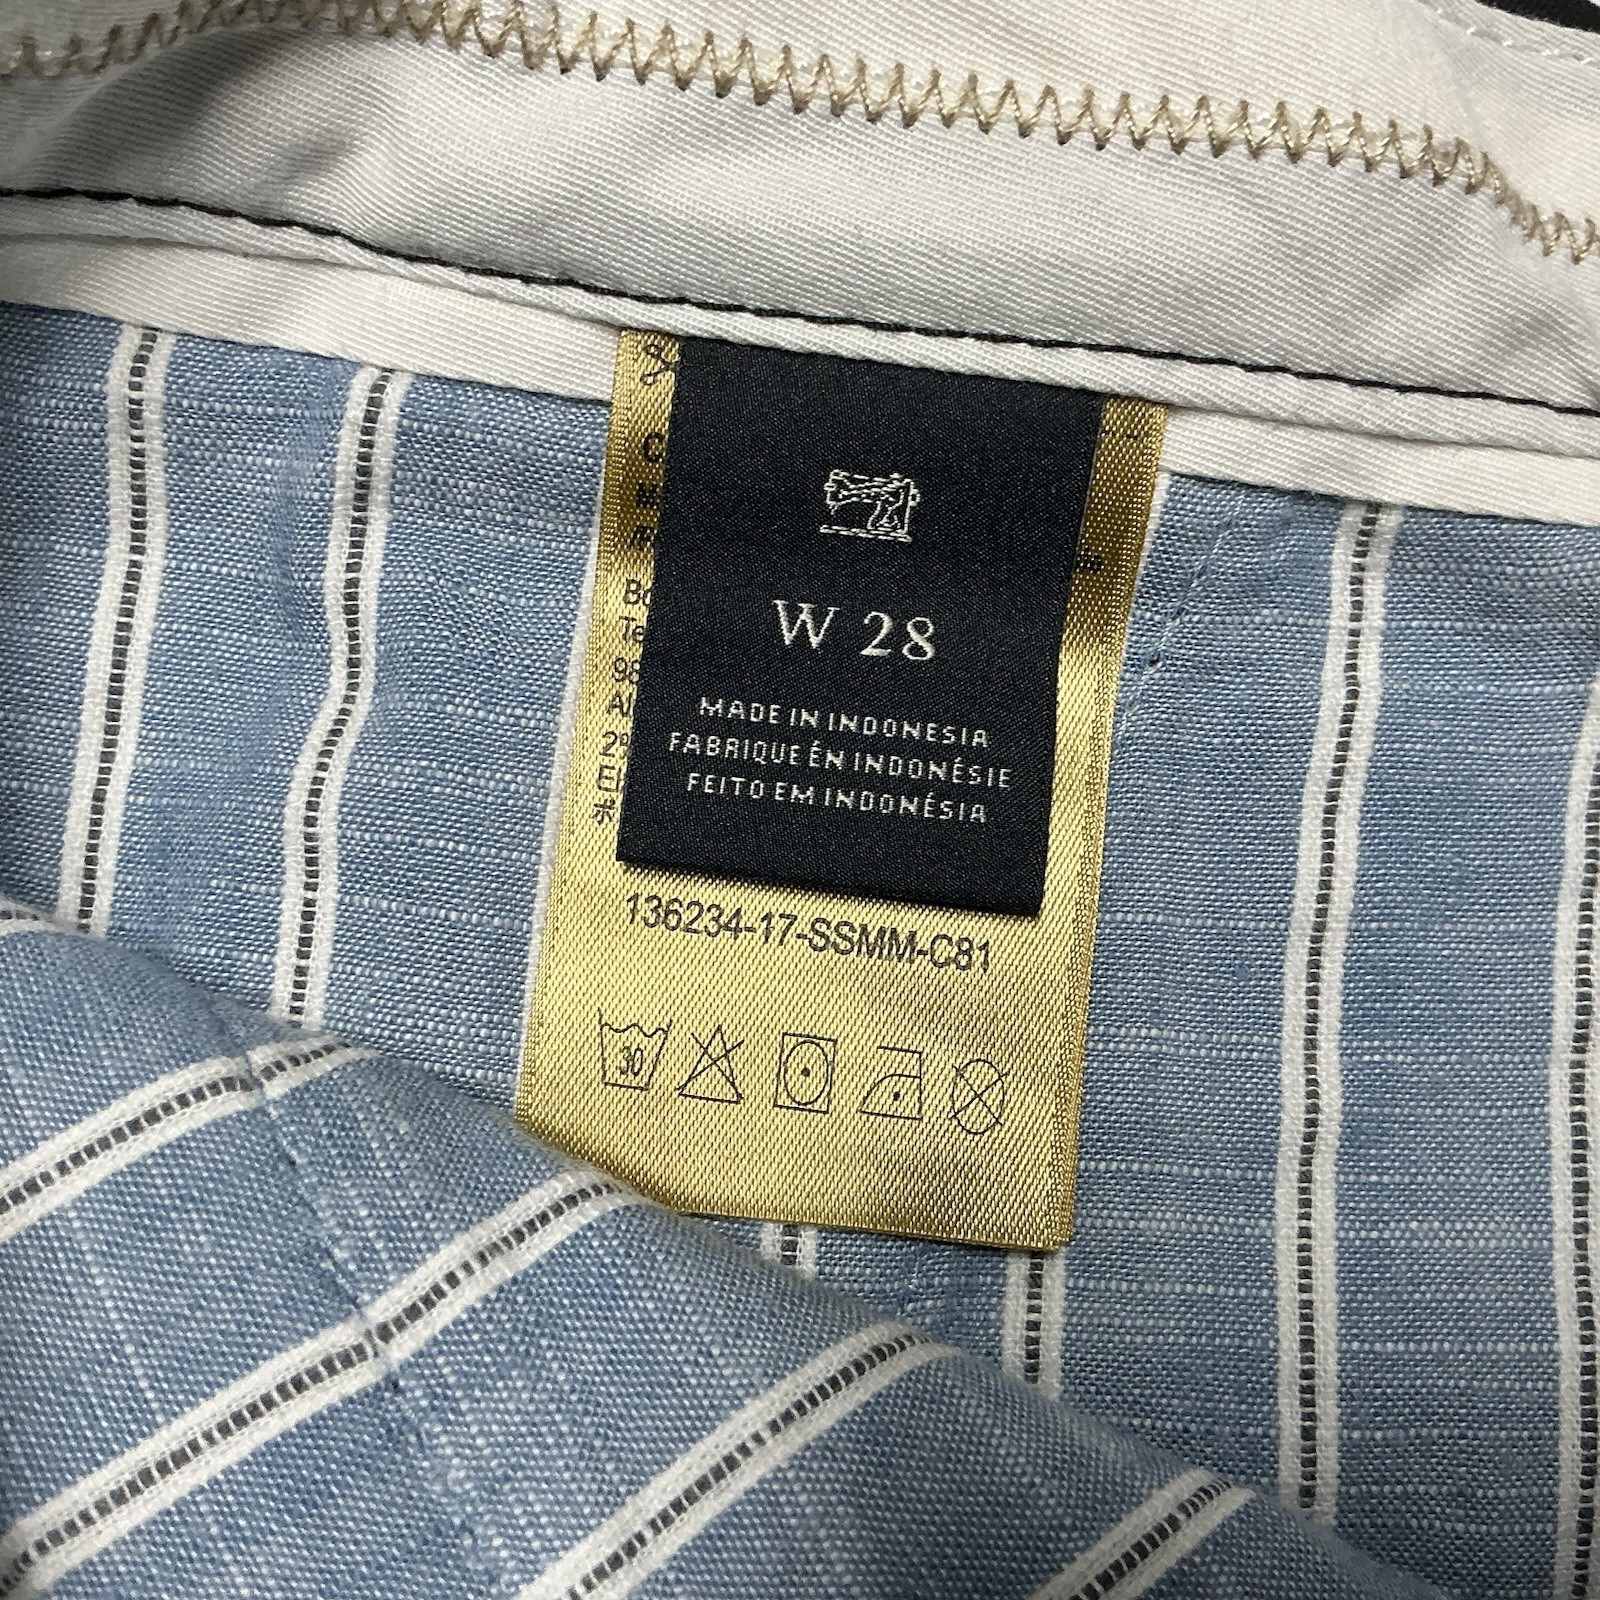 W 28
MADE IN INDONESIA
FABRIQUE ÉN INDONÉSIE
FEITO EM INDONÉSIA
136234-17-SSMM-C81
30